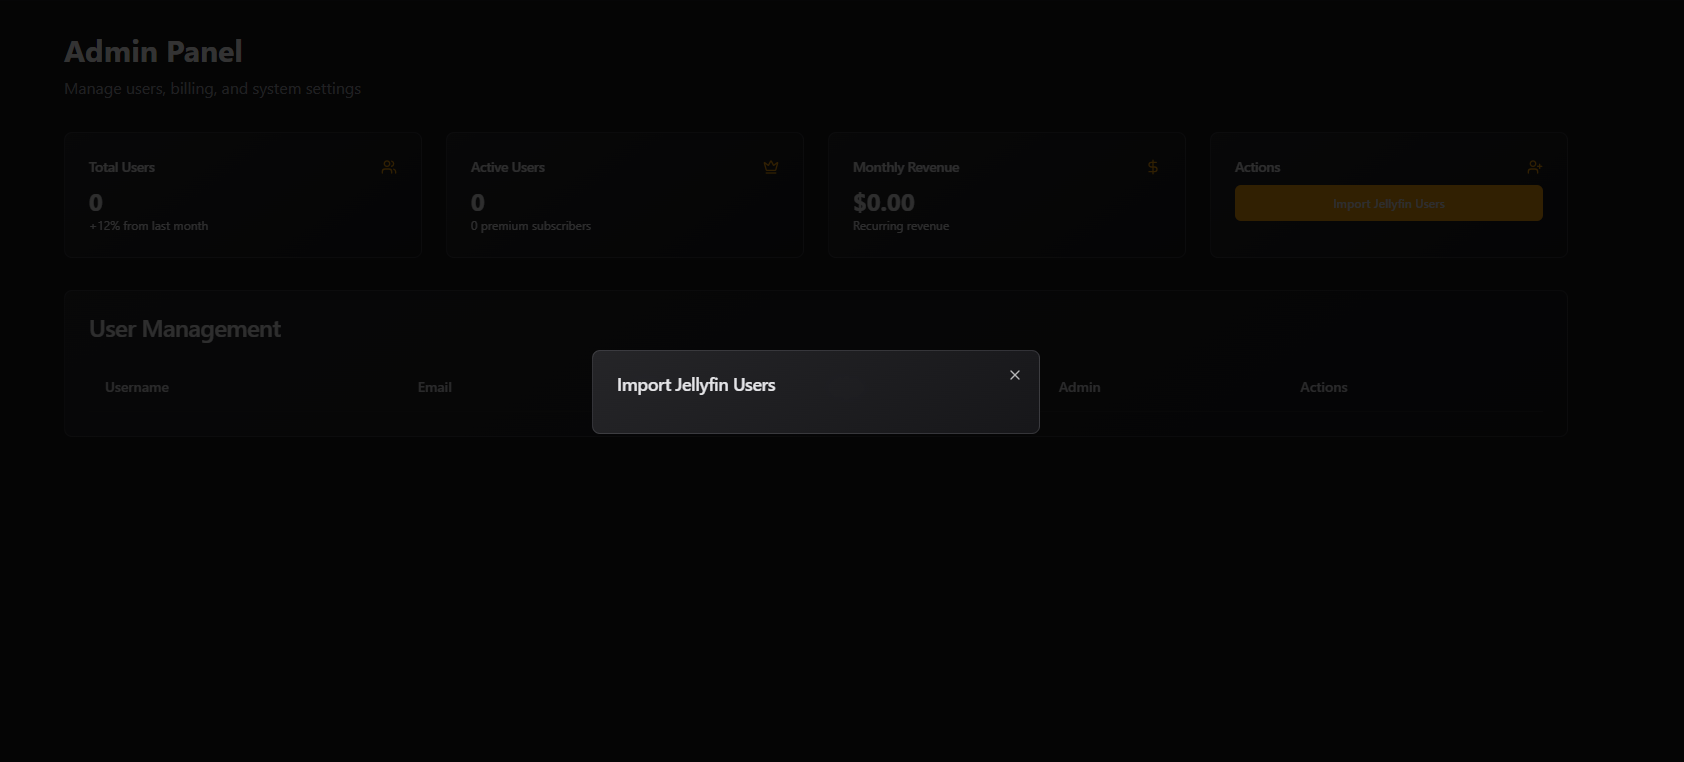 Admin Panel
Manage users, billing, and system settings
Total Users
0
+12% from last month
Active Users
0
0 premium subscribers
Monthly Revenue
$0.00
Recurring revenue
Actions
Import Jellyfin Users
User Management
Username Email Admin Actions
Import Jellyfin Users